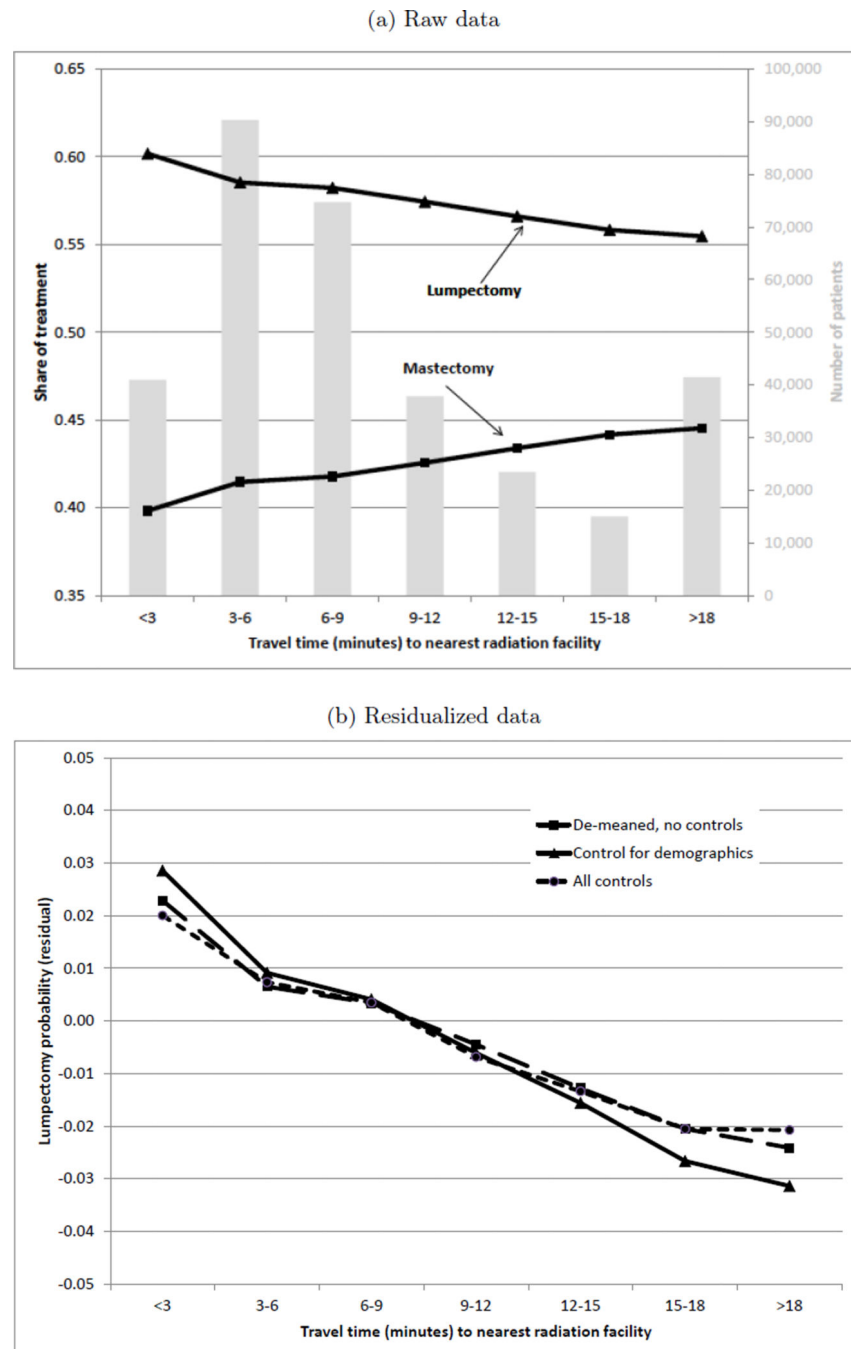 (a) Raw data
0.65
0.60
0.55
0.50
0.45
0.40
0.35
Share of treatment
100,000
90,000
80,000
70,000
60,000
50,000
40,000
30,000
20,000
10,000
0
Number of patients
Lumpectomy
Mastectomy
<3 3-6 6-9 9-12 12-15 15-18 >18
Travel time (minutes) to nearest radiation facility
(b) Residualized data
0.05
0.04
0.03
0.02
0.01
0.00
-0.01
-0.02
-0.03
-0.04
-0.05
Lumpectomy probability (residual)
De-meaned, no controls
Control for demographics
All controls
<3 3-6 6-9 9-12 12-15 15-18 >18
Travel time (minutes) to nearest radiation facility